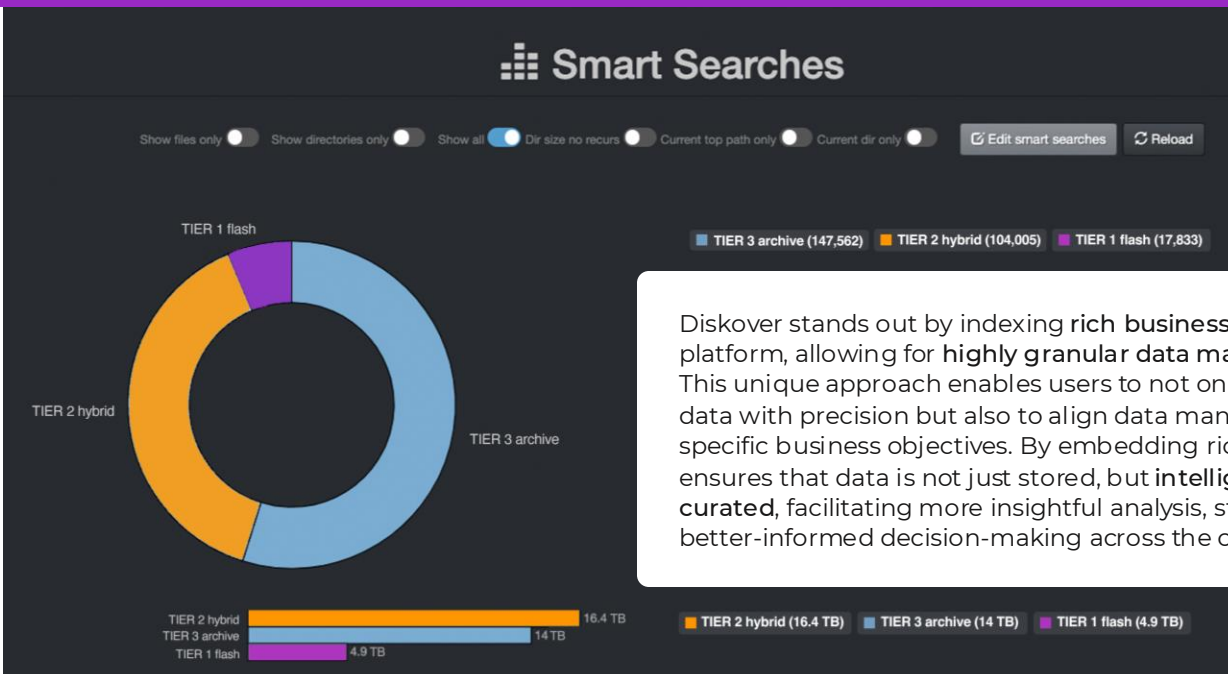 Smart Searches
Show files only Show directories only Show all Dir size no recurs Current top path only Current dir only Edit smart searches Reload
TIER 1 flash
TIER 3 archive (147,562) TIER 2 hybrid (104,005) TIER 1 flash (17,833)
TIER 2 hybrid
TIER 3 archive
Diskover stands out by indexing rich business
platform, allowing for highly granular data
This unique approach enables users to not
data with precision but also to align data
specific business objectives. By embedding
ensures that data is not just stored, but
curated, facilitating more insightful analysis,
better-informed decision-making across the
TIER 2 hybrid 16.4 TB
TIER 3 archive 14 TB
TIER 1 flash 4.9 TB
TIER 2 hybrid (16.4 TB) TIER 3 archive (14 TB) TIER 1 flash (4.9 TB)